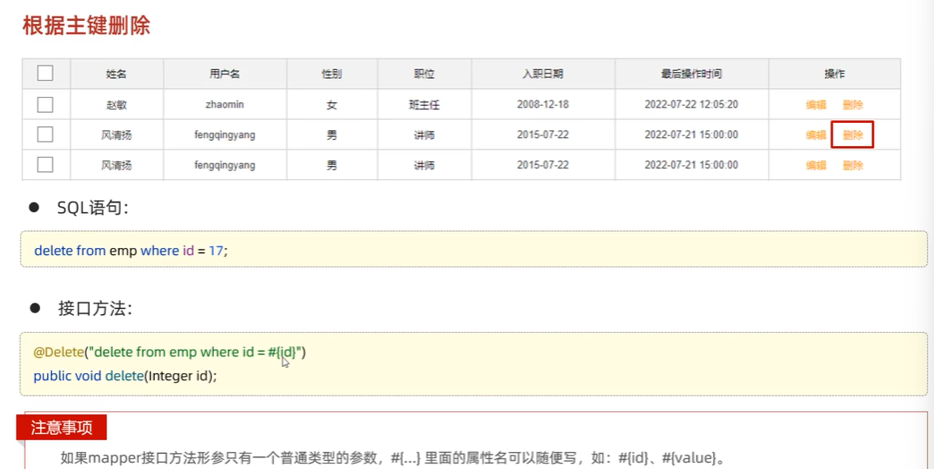 根据主键删除
姓名 用户名 性别 职位 入职日期 最后操作时间 操作
赵敏 zhaomin 女 班主任 2008-12-18 2022-07-22 12:05:20 编辑 删除
风清扬 fengqingyang 男 讲师 2015-07-22 2022-07-21 15:00:00 编辑 删除
风清扬 fengqingyang 男 讲师 2015-07-22 2022-07-21 15:00:00 编辑 删除
● SQL语句：
delete from emp where id = 17;
● 接口方法：
@Delete("delete from emp where id = #{id}")
public void delete(Integer id);
注意事项
如果mapper接口方法形参只有一个普通类型的参数，#{...} 里面的属性名可以随便写，如：#{id}、#{value}。